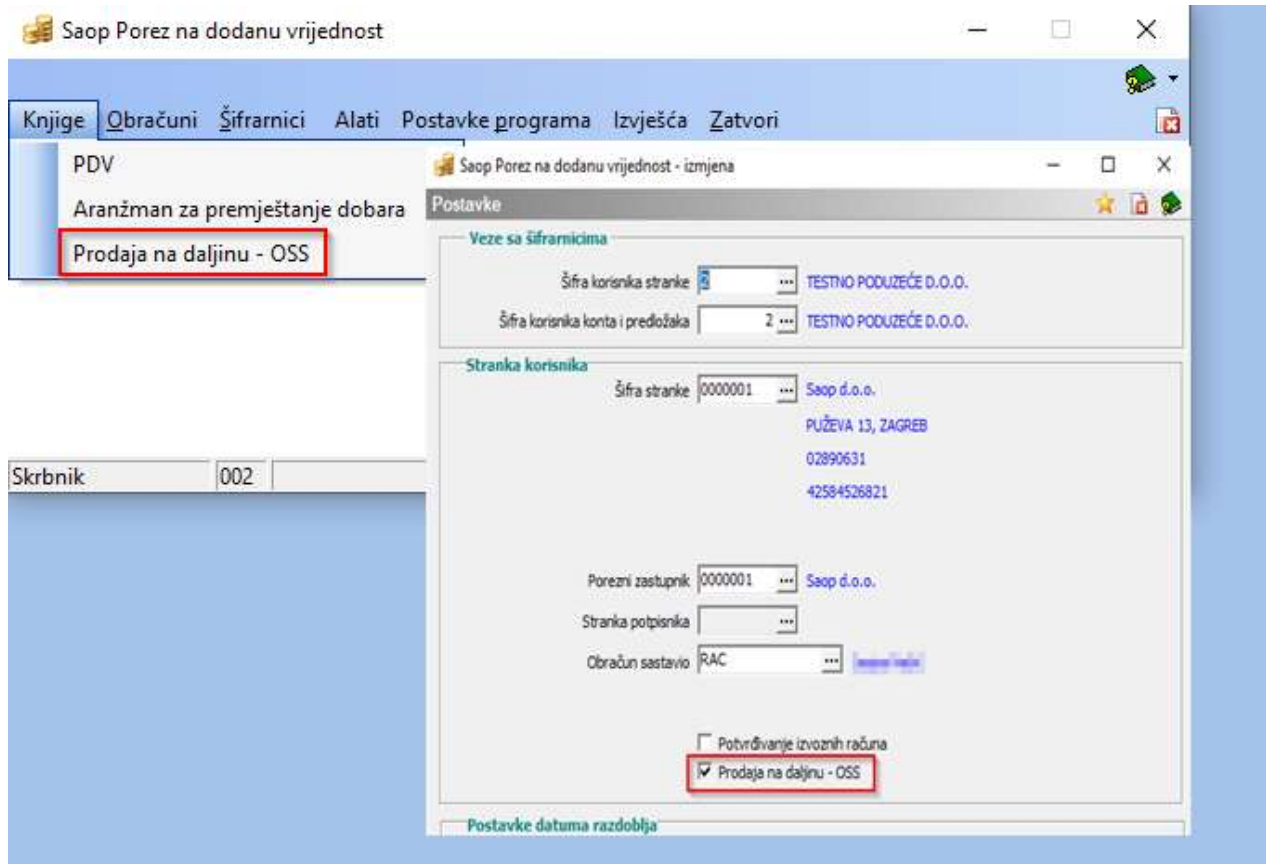 Saop Porez na dodanu vrijednost
Knjige Obračuni Šifrarnici Alati Postavke programa Izvješća Zatvori
PDV
Aranžman za premještanje dobara
Prodaja na daljinu - OSS
Skrbnik 002
Saop Porez na dodanu vrijednost - izmjena
Postavke
Veze sa šifrarnicima
Šifra korisnika stranke 2 ... TESTNO PODUZEĆE D.O.O.
Šifra korisnika konta i predložaka 2 ... TESTNO PODUZEĆE D.O.O.
Stranka korisnika
Šifra stranke 0000001 ... Saop d.o.o.
PUŽEVA 13, ZAGREB
02890631
42584526821
Porezni zastupnik 0000001 ... Saop d.o.o.
Stranka potpisnika ...
Obračun sastavio RAC ...
Potvrđivanje izvoznih računa
Prodaja na daljinu - OSS
Postavke datuma razdoblja